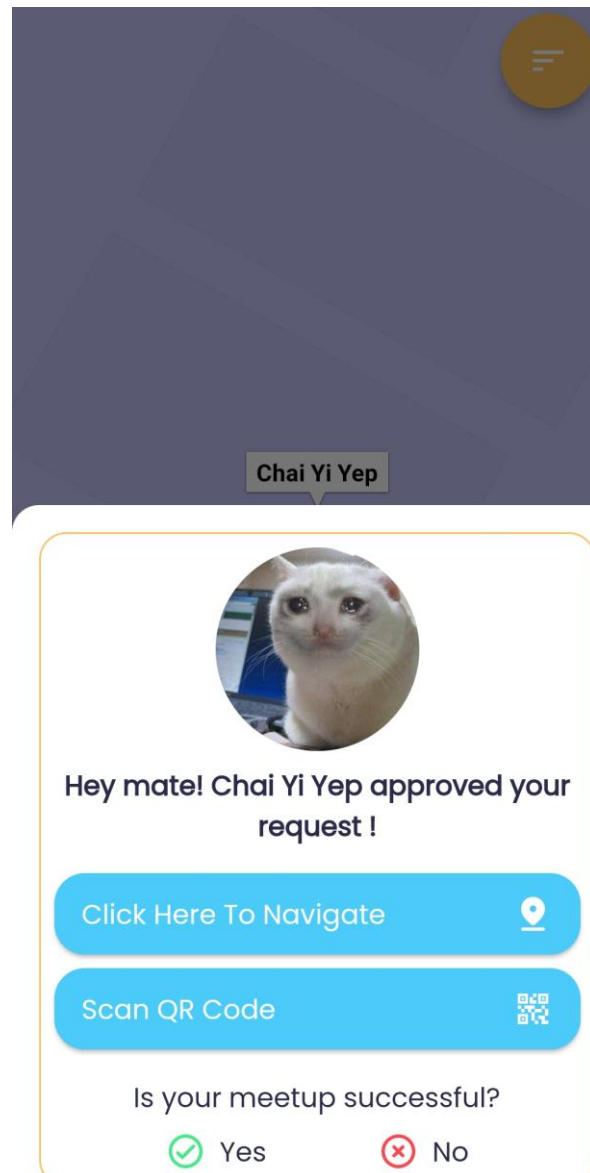 Chai Yi Yep
Hey mate! Chai Yi Yep approved your
request !
Click Here To Navigate
Scan QR Code
Is your meetup successful?
Yes No